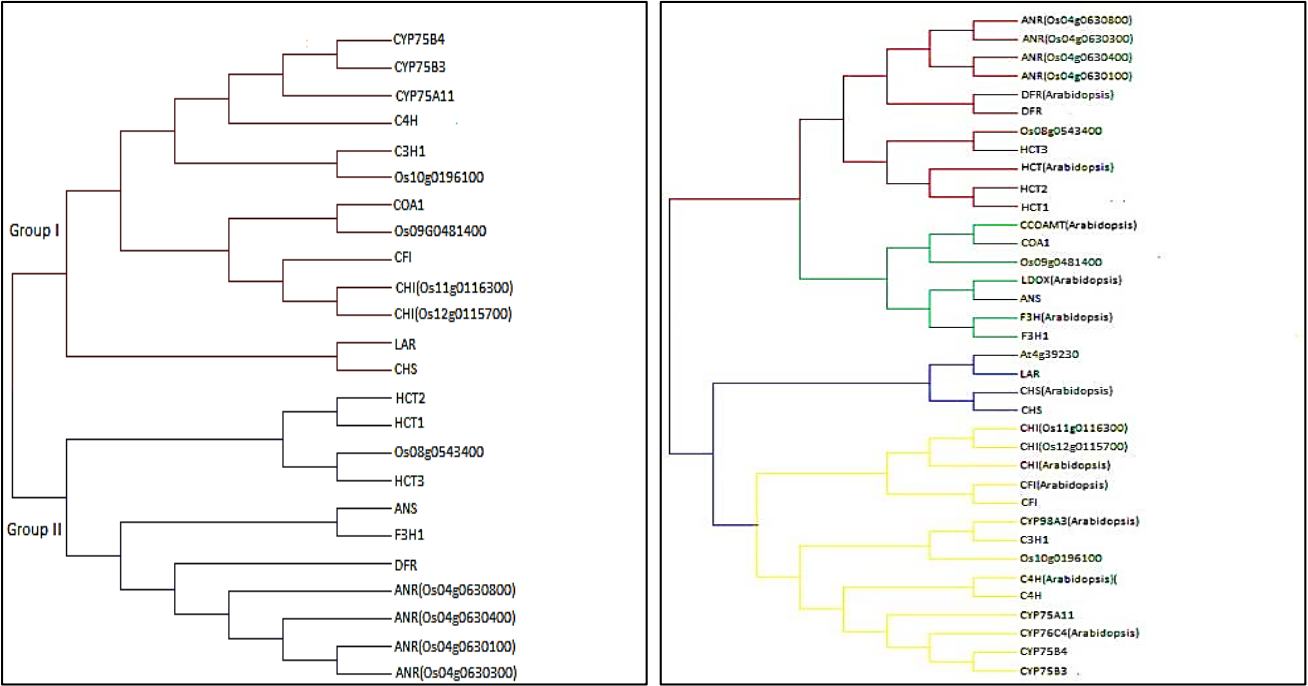 CYP75B4
CYP75B3
CYP75A11
C4H
C3H1
Os10g0196100
COA1
Group I
Os09G0481400
CFI
CHI(Os11g0116300)
CHI(Os12g0115700)
LAR
CHS
HCT2
HCT1
Os08g0543400
HCT3
ANS
Group II
F3H1
DFR
ANR(Os04g0630800)
ANR(Os04g0630400)
ANR(Os04g0630100)
ANR(Os04g0630300)
ANR(Os04g0630800)
ANR(Os04g0630300)
ANR(Os04g0630400)
ANR(Os04g0630100)
DFR(Arabidopsis)
DFR
Os08g0543400
HCT3
HCT(Arabidopsis)
HCT2
HCT1
CCOAMT(Arabidopsis)
COA1
Os09g0481400
LDOX(Arabidopsis)
ANS
F3H(Arabidopsis)
F3H1
At4g39230
LAR
CHS(Arabidopsis)
CHS
CHI(Os11g0116300)
CHI(Os12g0115700)
CHI(Arabidopsis)
CFI(Arabidopsis)
CFI
CYP98A3(Arabidopsis)
C3H1
Os10g0196100
C4H(Arabidopsis)(
C4H
CYP75A11
CYP76C4(Arabidopsis)
CYP75B4
CYP75B3